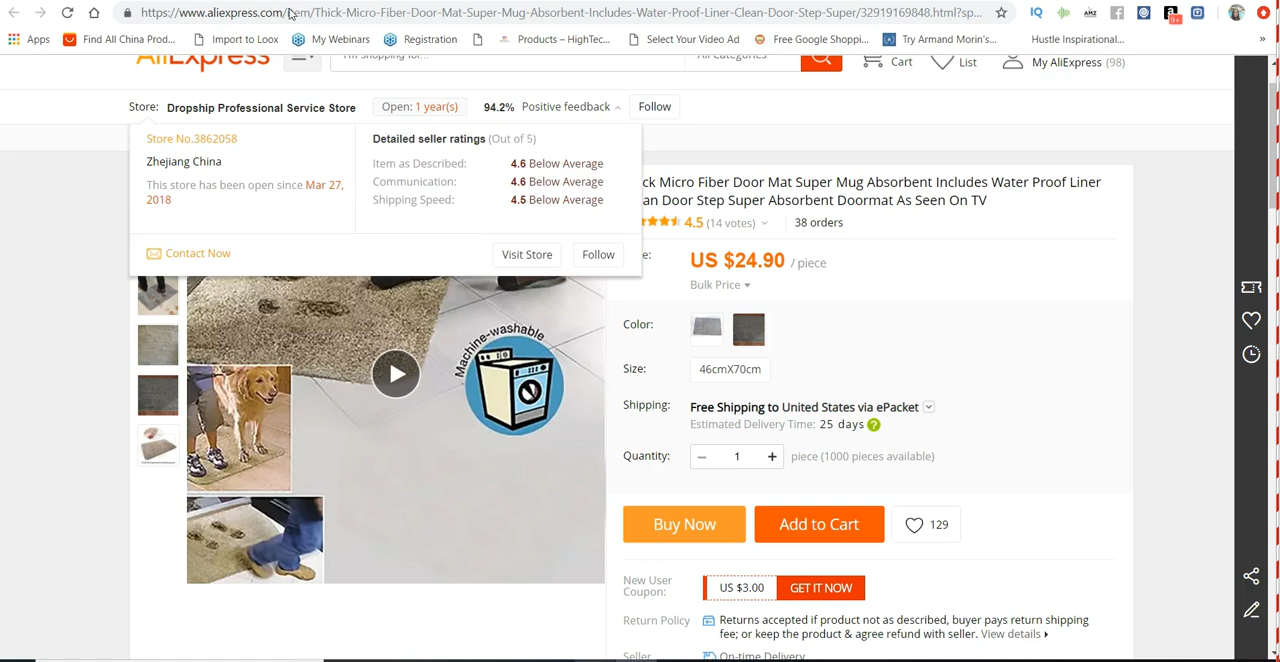 https://www.aliexpress.com/item/Thick-Micro-Fiber-Door-Mat-Super-Mug-Absorbent-Includes-Water-Proof-Liner-Clean-Door-Step-Super/32919169848.html?sp...
Apps Find All China Prod... Import to Loox My Webinars Registration Products – HighTec... Select Your Video Ad Free Google Shoppi... Try Armand Morin's... Hustle Inspirational... »
AliExpress Cart List My AliExpress (98)
Store: Dropship Professional Service Store Open: 1 year(s) 94.2% Positive feedback Follow
Store No.3862058
Zhejiang China
This store has been open since Mar 27,
2018
Contact Now
Detailed seller ratings (Out of 5)
Item as Described: 4.6 Below Average
Communication: 4.6 Below Average
Shipping Speed: 4.5 Below Average
Visit Store Follow
Machine-washable
ck Micro Fiber Door Mat Super Mug Absorbent Includes Water Proof Liner
an Door Step Super Absorbent Doormat As Seen On TV
4.5 (14 votes) 38 orders
e: US $24.90 / piece
Bulk Price
Color:
Size: 46cmX70cm
Shipping: Free Shipping to United States via ePacket
Estimated Delivery Time: 25 days ?
Quantity: − 1 + piece (1000 pieces available)
Buy Now Add to Cart 129
New User
Coupon: US $3.00 GET IT NOW
Return Policy Returns accepted if product not as described, buyer pays return shipping
fee; or keep the product & agree refund with seller. View details
Seller On-time Delivery